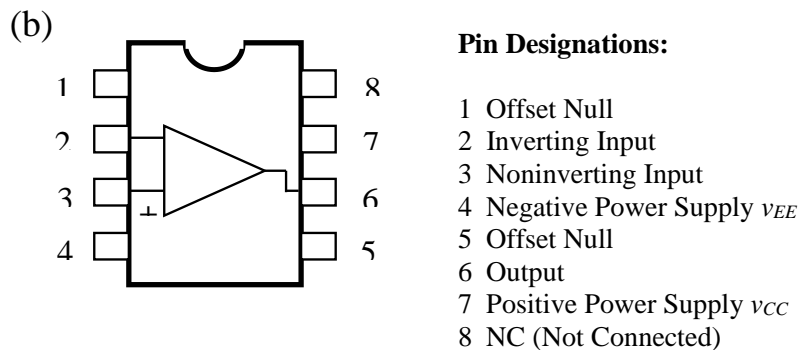 (b)
Pin Designations:
1 8
2 7
3 6
4 5
+
1 Offset Null
2 Inverting Input
3 Noninverting Input
4 Negative Power Supply vEE
5 Offset Null
6 Output
7 Positive Power Supply vCC
8 NC (Not Connected)